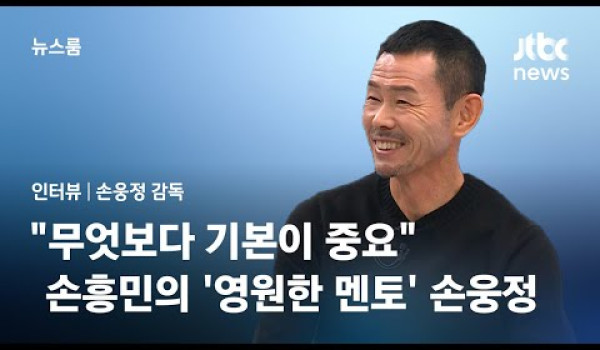 뉴스룸
jtbc
news
인터뷰 | 손웅정 감독
"무엇보다 기본이 중요"
손흥민의 '영원한 멘토' 손웅정